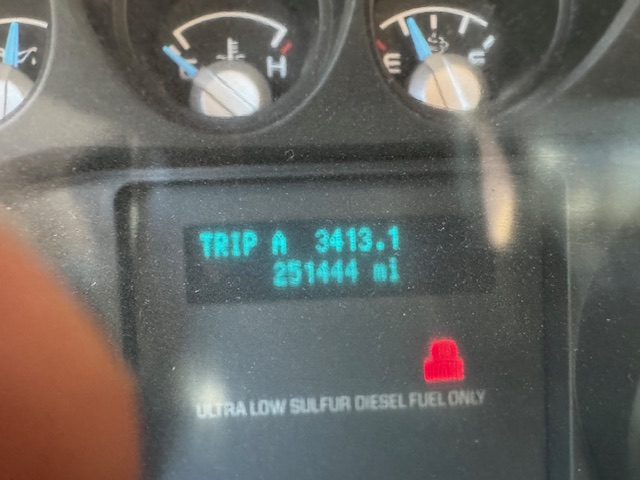 C H
E F
TRIP A 3413.1
251444 mi
ULTRA LOW SULFUR DIESEL FUEL ONLY